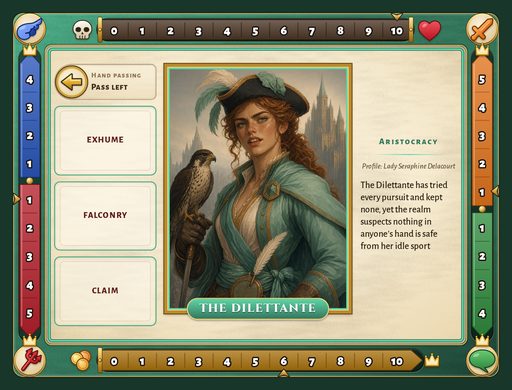 0 1 2 3 4 5 6 7 8 9 10
4
3
2
1
1
2
3
4
5
HAND PASSING
PASS LEFT
EXHUME
FALCONRY
CLAIM
THE DILETTANTE
ARISTOCRACY
Profile: Lady Seraphine Delacourt
The Dilettante has tried
every pursuit and kept
none, yet the realm
suspects nothing in
anyone's hand is safe
from her idle sport
5
4
3
2
1
1
2
3
4
0 1 2 3 4 5 6 7 8 9 10